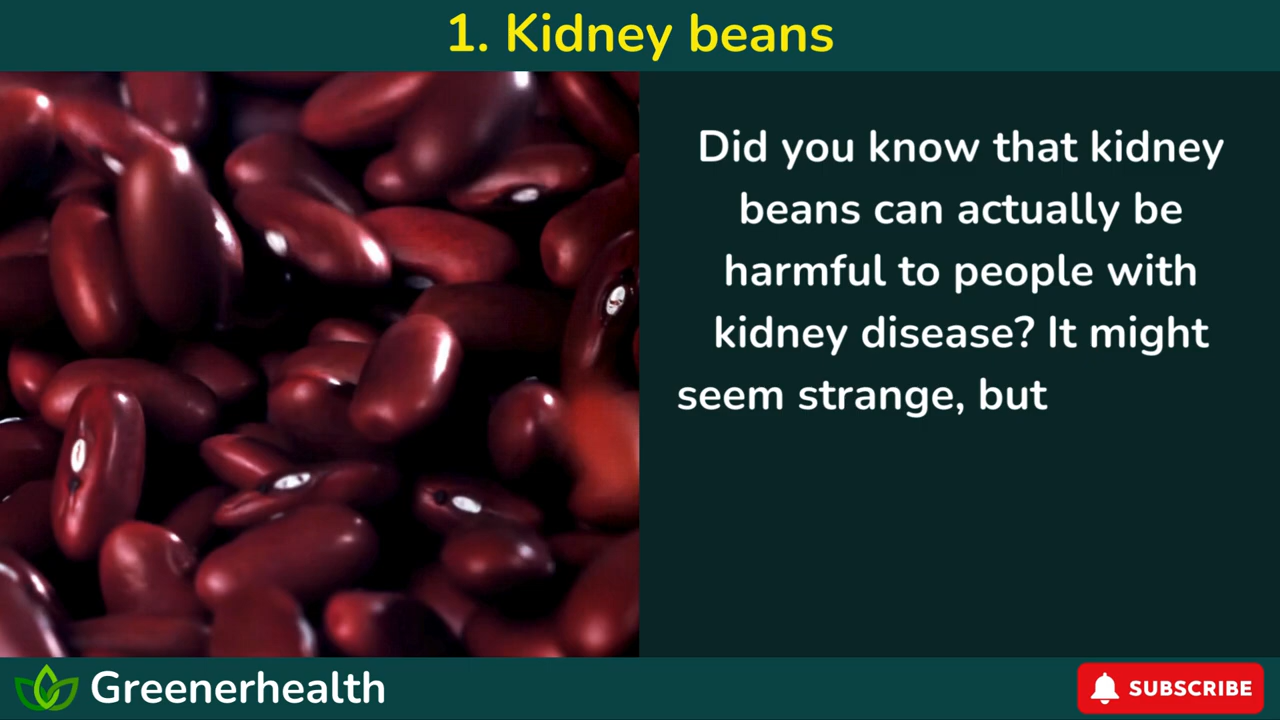 1. Kidney beans
Did you know that kidney
beans can actually be
harmful to people with
kidney disease? It might
seem strange, but
Greenerhealth
SUBSCRIBE